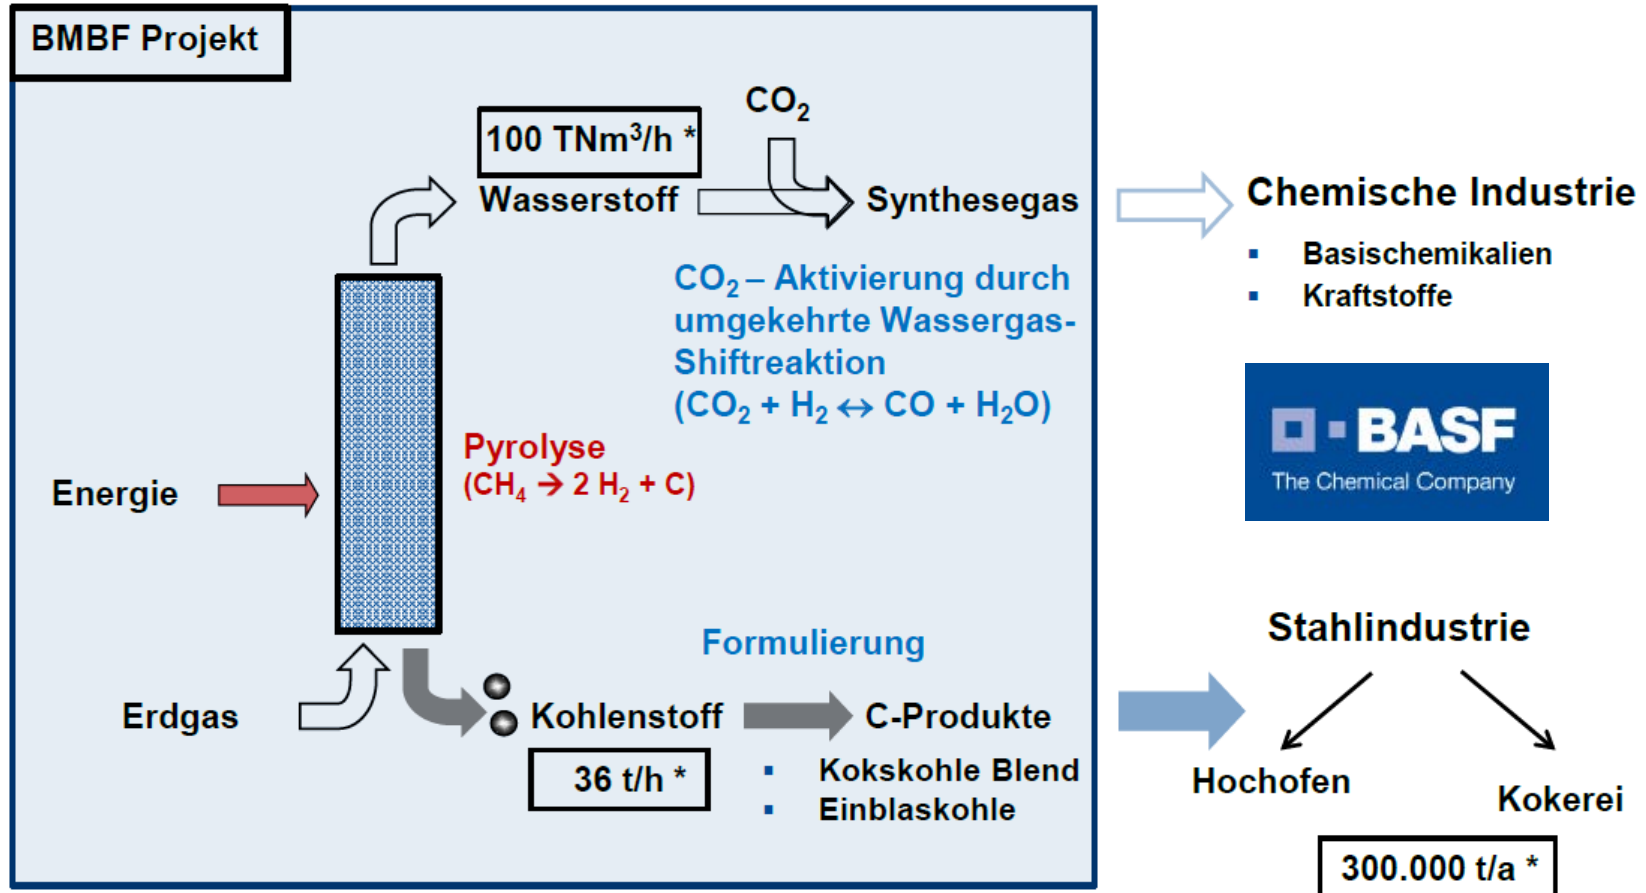 BMBF Projekt
CO₂
100 TNm³/h *
Wasserstoff
Synthesegas
Chemische Industrie
▪ Basischemikalien
▪ Kraftstoffe
CO₂ – Aktivierung durch
umgekehrte Wassergas-
Shiftreaktion
(CO₂ + H₂ ↔ CO + H₂O)
BASF
The Chemical Company
Pyrolyse
(CH₄ → 2 H₂ + C)
Energie
Formulierung
Stahlindustrie
Erdgas
Kohlenstoff
C-Produkte
36 t/h *
▪ Kokskohle Blend
▪ Einblaskohle
Hochofen
Kokerei
300.000 t/a *